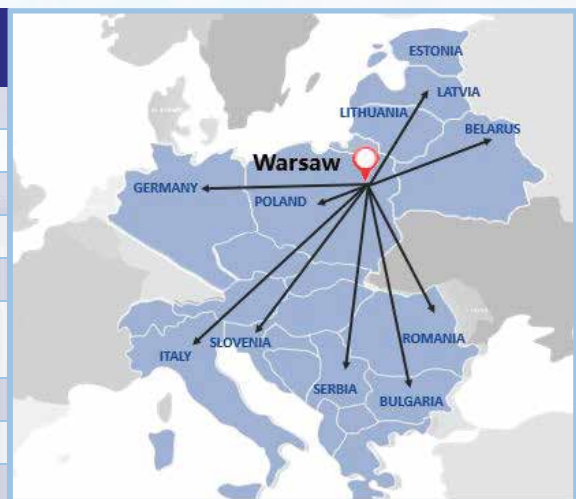 ESTONIA
LATVIA
LITHUANIA
BELARUS
Warsaw
GERMANY
POLAND
ROMANIA
SLOVENIA
ITALY
SERBIA
BULGARIA